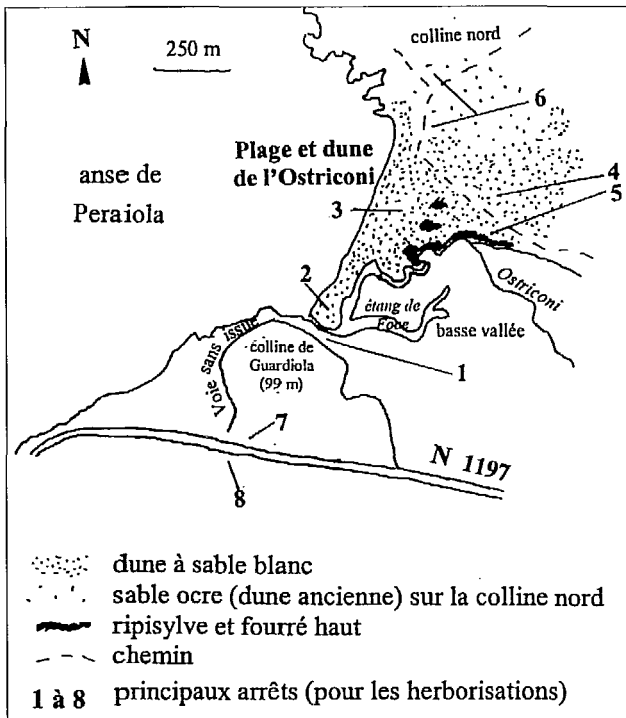 N
250 m
colline nord
6
Plage et dune
de l'Ostriconi
anse de
Peraiola
4
3
5
2
Ostriconi
étang de
Foce
basse vallée
Voie sans issue
colline de
Guardiola
(99 m)
1
7
N 1197
8
dune à sable blanc
sable ocre (dune ancienne) sur la colline nord
ripisylve et fourré haut
chemin
1 à 8 principaux arrêts (pour les herborisations)